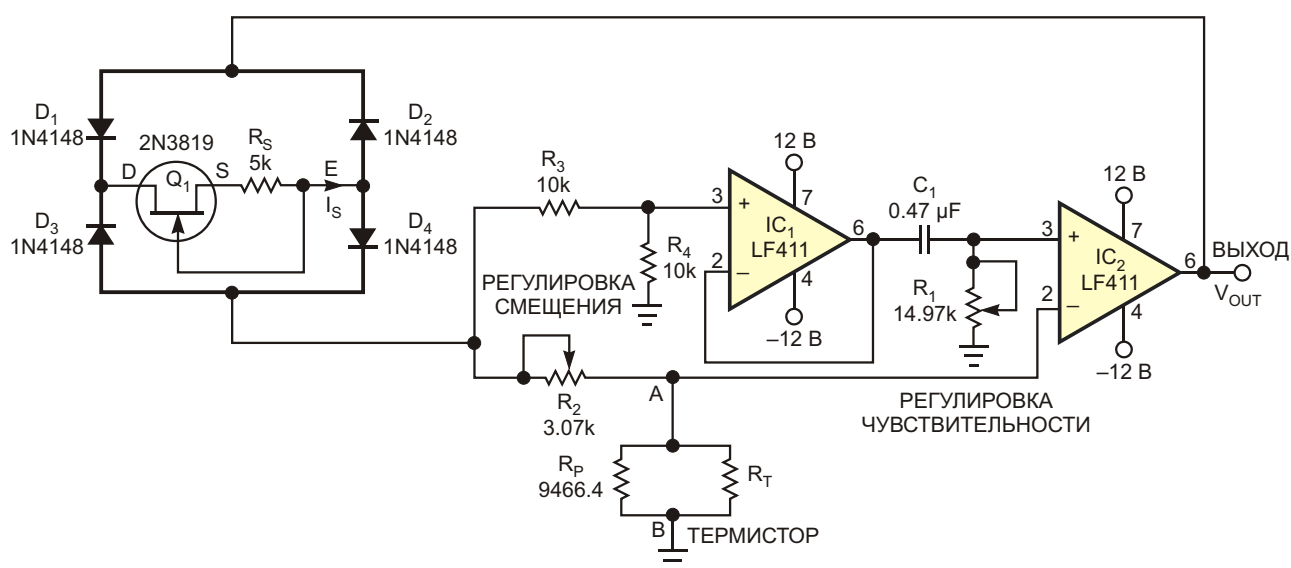 D1
1N4148
D2
1N4148
2N3819
RS
5k
D
Q1
S
E
IS
D3
1N4148
D4
1N4148
R3
10k
R4
10k
РЕГУЛИРОВКА
СМЕЩЕНИЯ
12 В
3
+
7
IC1
LF411
6
2
–
4
–12 В
C1
0.47 µF
R1
14.97k
12 В
3
+
7
IC2
LF411
6
2
–
4
–12 В
ВЫХОД
VOUT
R2
3.07k
A
РЕГУЛИРОВКА
ЧУВСТВИТЕЛЬНОСТИ
RP
9466.4
RT
B
ТЕРМИСТОР